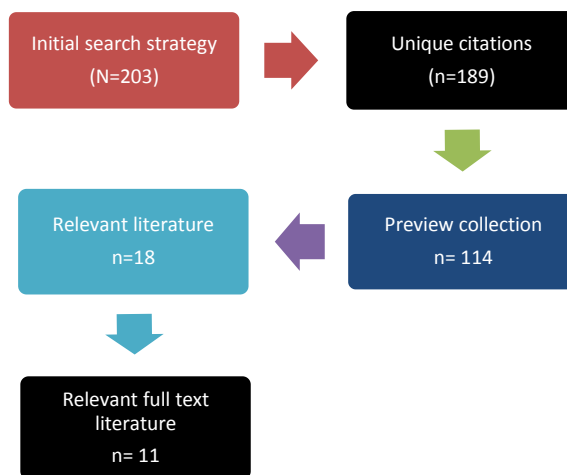 Initial search strategy
(N=203)
Unique citations
(n=189)
Preview collection
n= 114
Relevant literature
n=18
Relevant full text
literature
n= 11